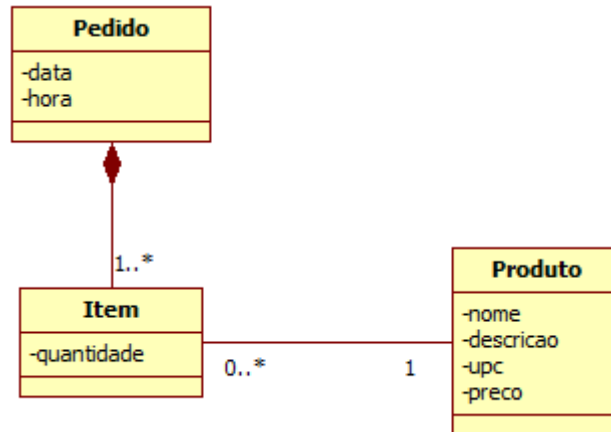 Pedido
-data
-hora
1..*
Item
-quantidade
0..*
1
Produto
-nome
-descricao
-upc
-preco